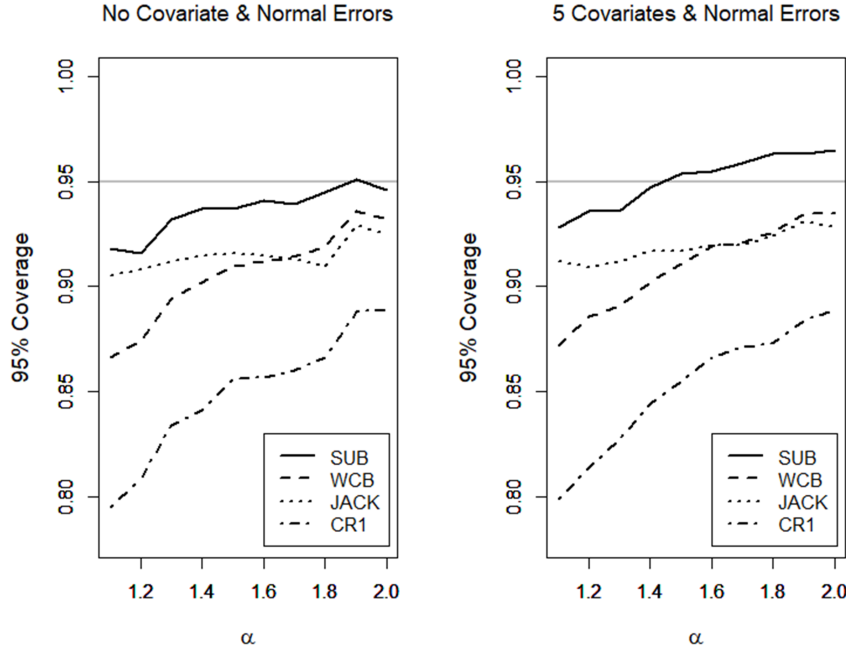 No Covariate & Normal Errors
95% Coverage
1.00
0.95
0.90
0.85
0.80
SUB
WCB
JACK
CR1
1.2 1.4 1.6 1.8 2.0
α
5 Covariates & Normal Errors
95% Coverage
1.00
0.95
0.90
0.85
0.80
SUB
WCB
JACK
CR1
1.2 1.4 1.6 1.8 2.0
α